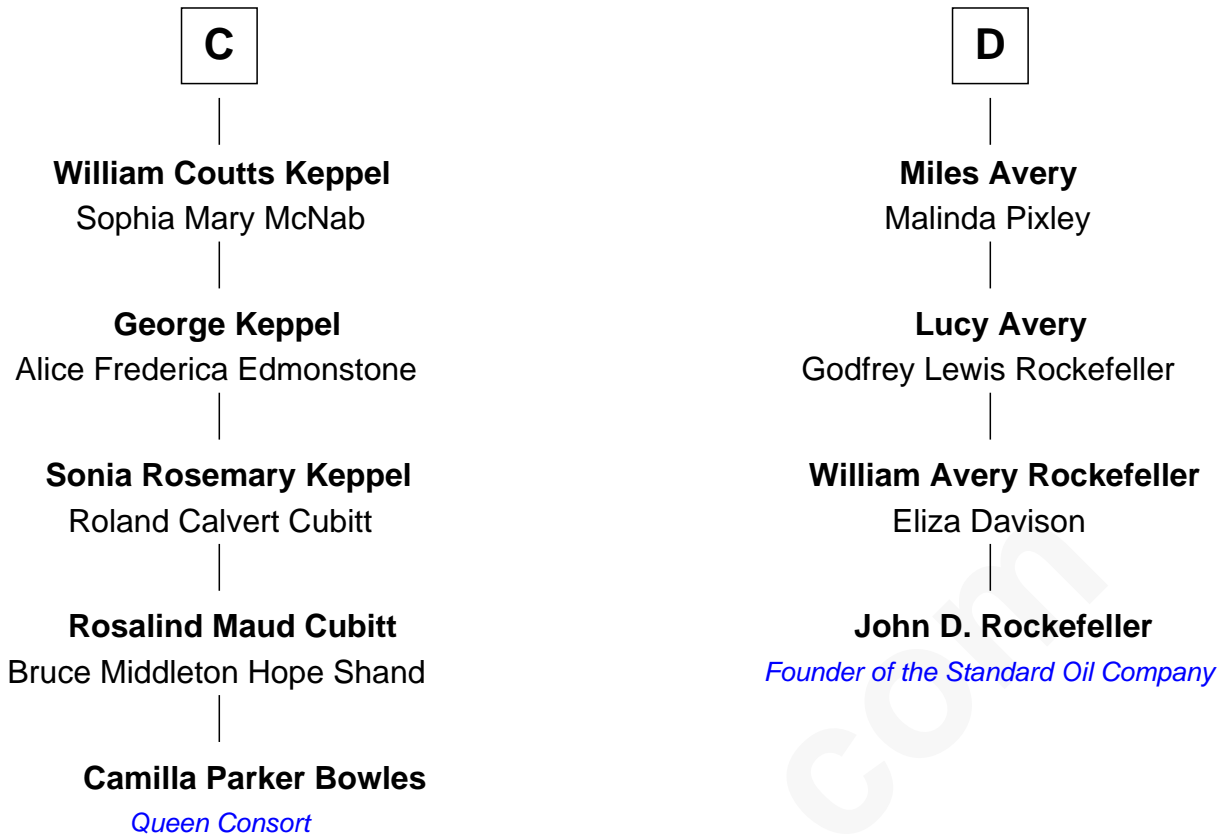 C
William Coutts Keppel
Sophia Mary McNab
George Keppel
Alice Frederica Edmonstone
Sonia Rosemary Keppel
Roland Calvert Cubitt
Rosalind Maud Cubitt
Bruce Middleton Hope Shand
Camilla Parker Bowles
Queen Consort
D
Miles Avery
Malinda Pixley
Lucy Avery
Godfrey Lewis Rockefeller
William Avery Rockefeller
Eliza Davison
John D. Rockefeller
Founder of the Standard Oil Company
com